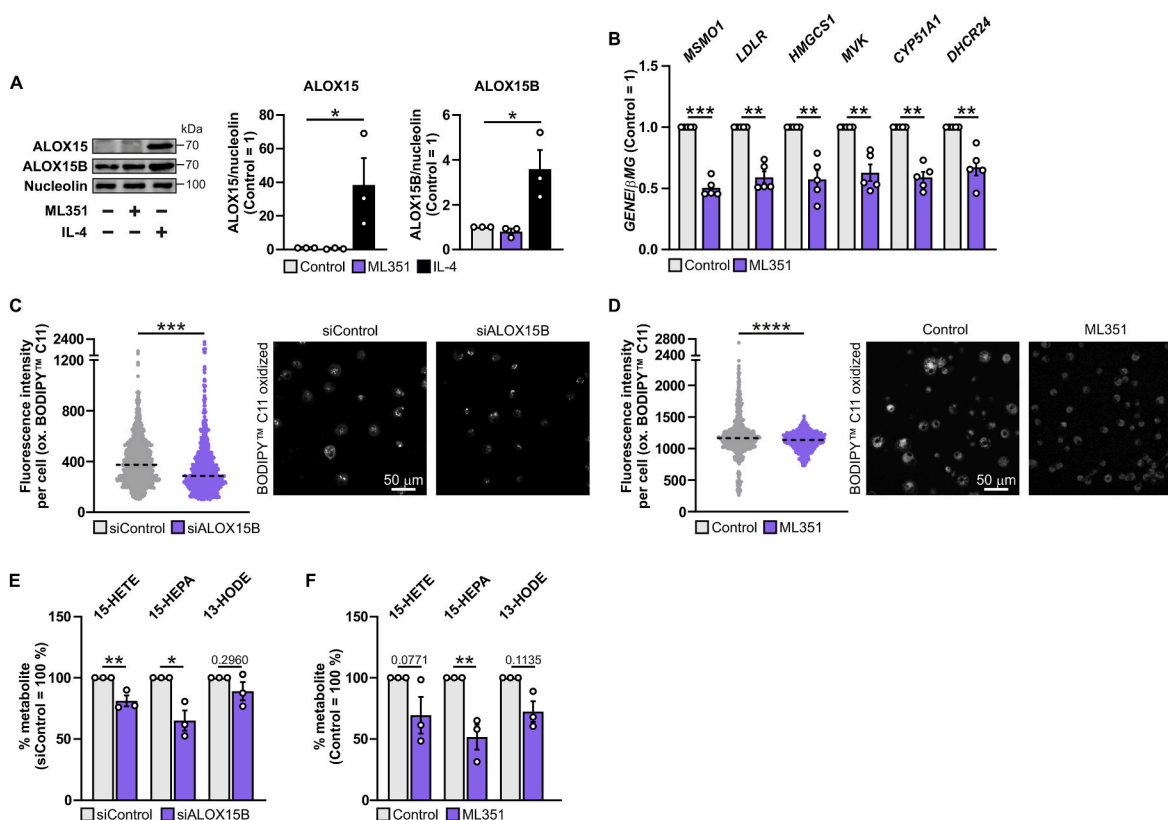 A
kDa
ALOX15
70
ALOX15B
70
Nucleolin
100
ML351
– + –
IL-4
– – +
ALOX15
ALOX15/nucleolin
(Control = 1)
80
60
40
20
0
*
ALOX15B
ALOX15B/nucleolin
(Control = 1)
6
4
2
0
*
Control ML351 IL-4
B
MSMO1
LDLR
HMGCS1
MVK
CYP51A1
DHCR24
GENE/βMG (Control = 1)
1.5
1.0
0.5
0.0
*** ** ** ** ** **
Control ML351
C
Fluorescence intensity
per cell (ox. BODIPY™ C11)
2400
1200
800
400
0
***
siControl siALOX15B
siControl
siALOX15B
BODIPY™ C11 oxidized
50 µm
D
Fluorescence intensity
per cell (ox. BODIPY™ C11)
2800
2400
2000
1500
1000
500
0
****
Control ML351
Control
ML351
BODIPY™ C11 oxidized
50 µm
E
15-HETE
15-HEPA
13-HODE
% metabolite
(siControl = 100 %)
150
100
50
0
** * 0.2960
siControl siALOX15B
F
15-HETE
15-HEPA
13-HODE
% metabolite
(Control = 100 %)
150
100
50
0
0.0771 ** 0.1135
Control ML351